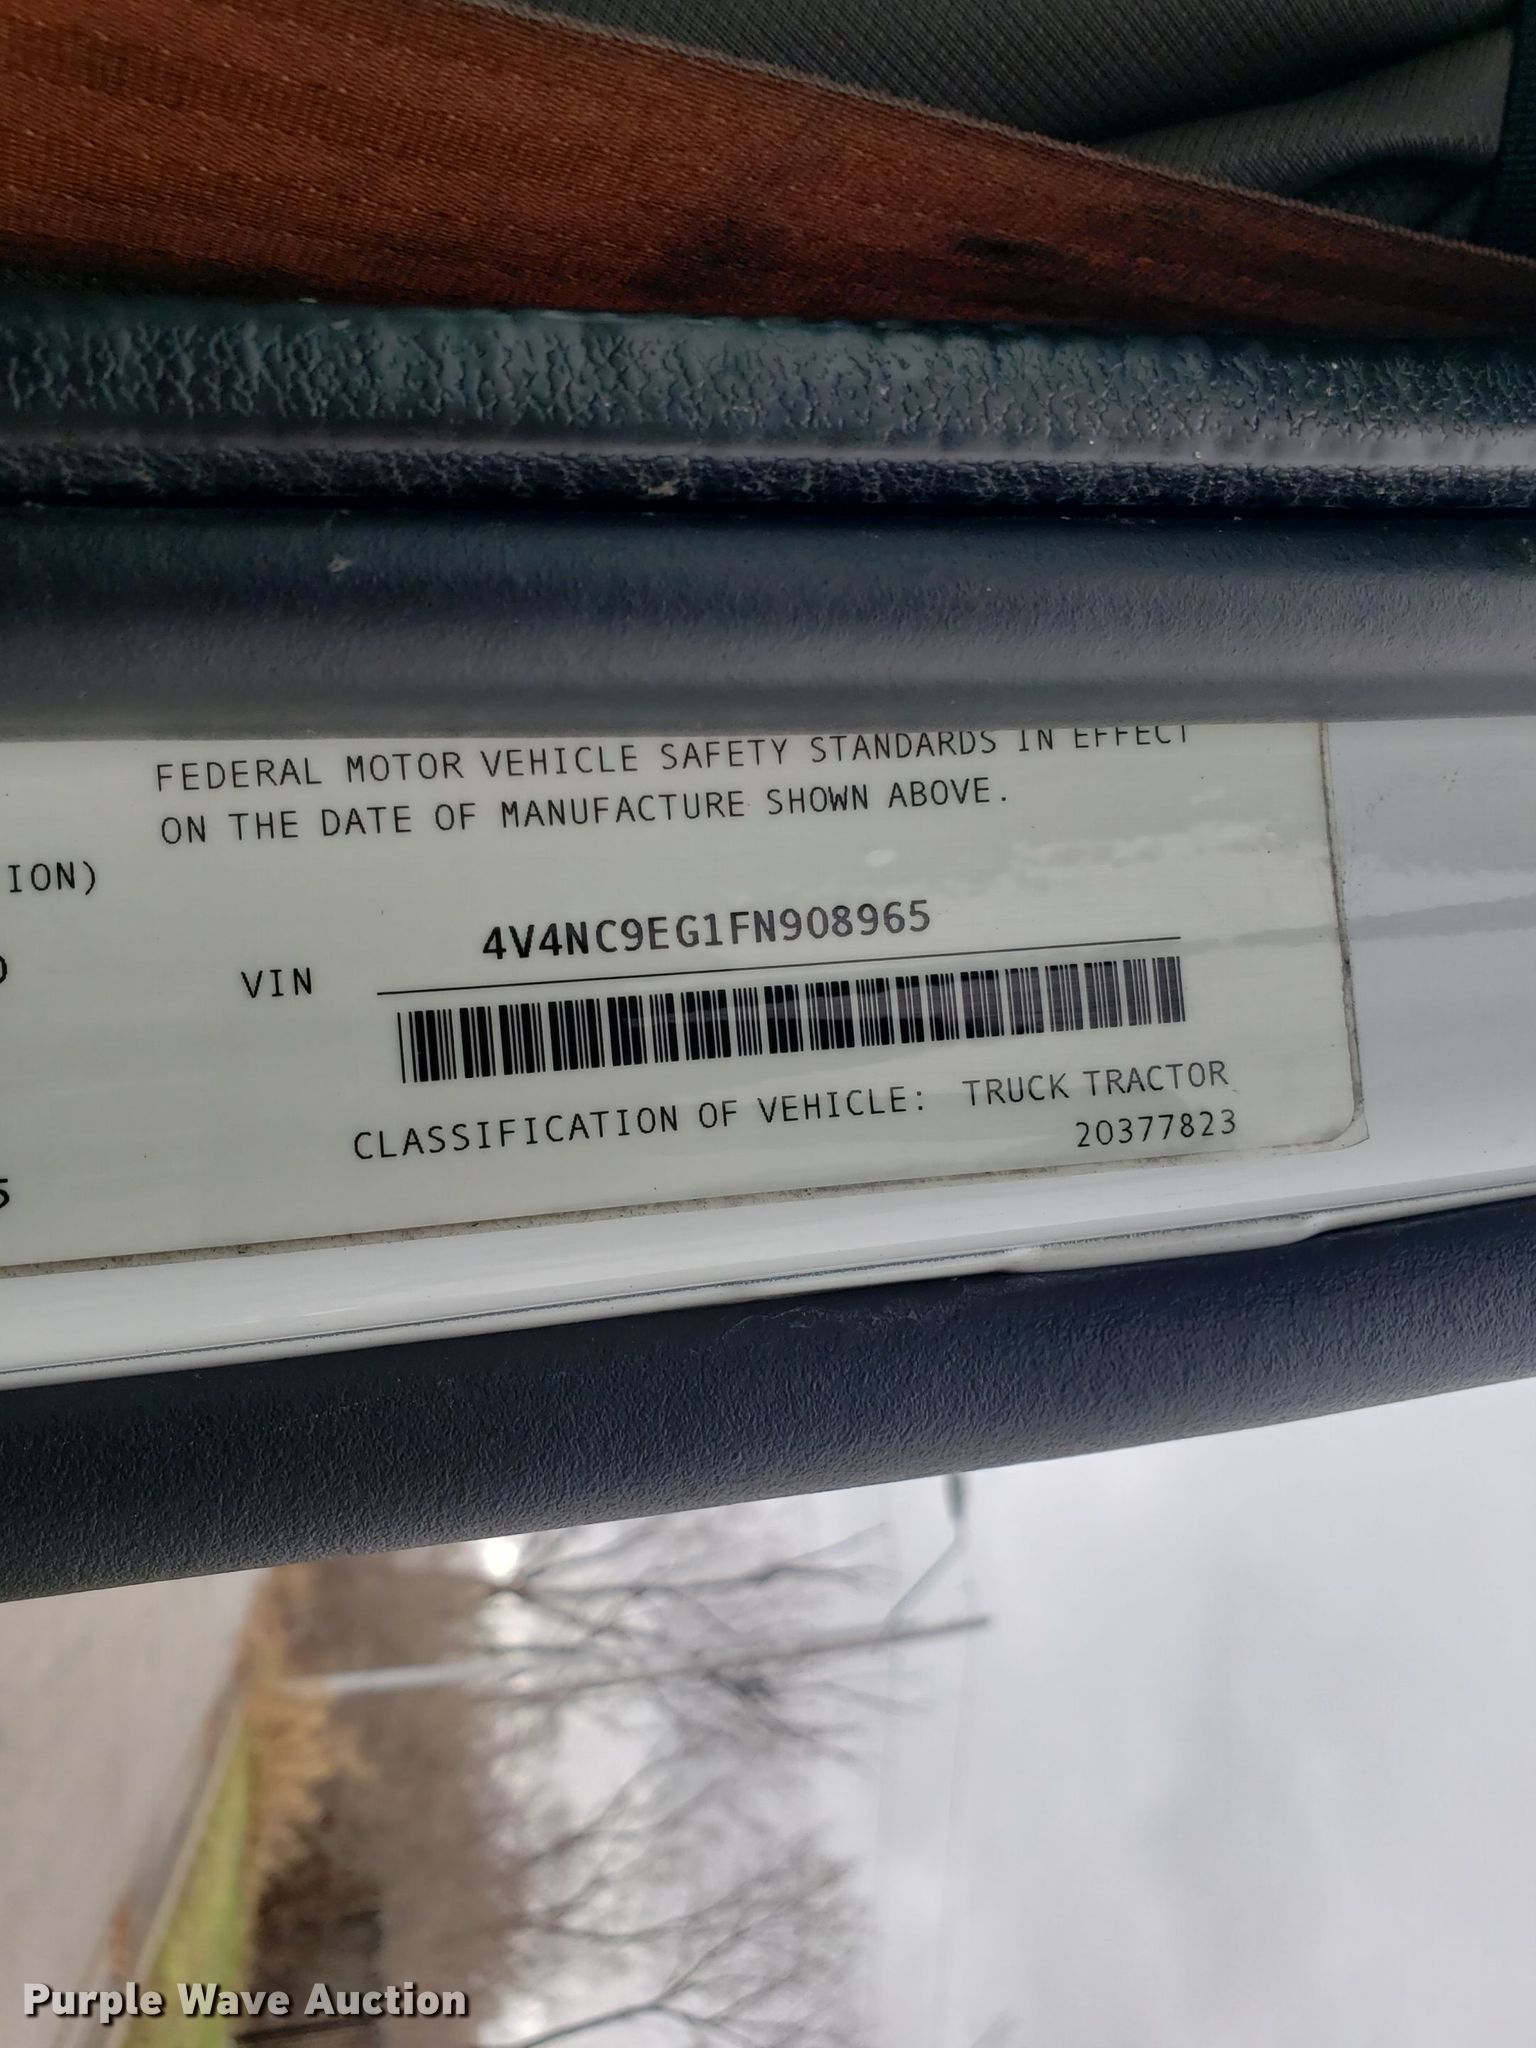 FEDERAL MOTOR VEHICLE SAFETY STANDARDS IN EFFECT
ON THE DATE OF MANUFACTURE SHOWN ABOVE.
ION)
4V4NC9EG1FN908965
VIN
CLASSIFICATION OF VEHICLE: TRUCK TRACTOR
20377823
5
Purple Wave Auction